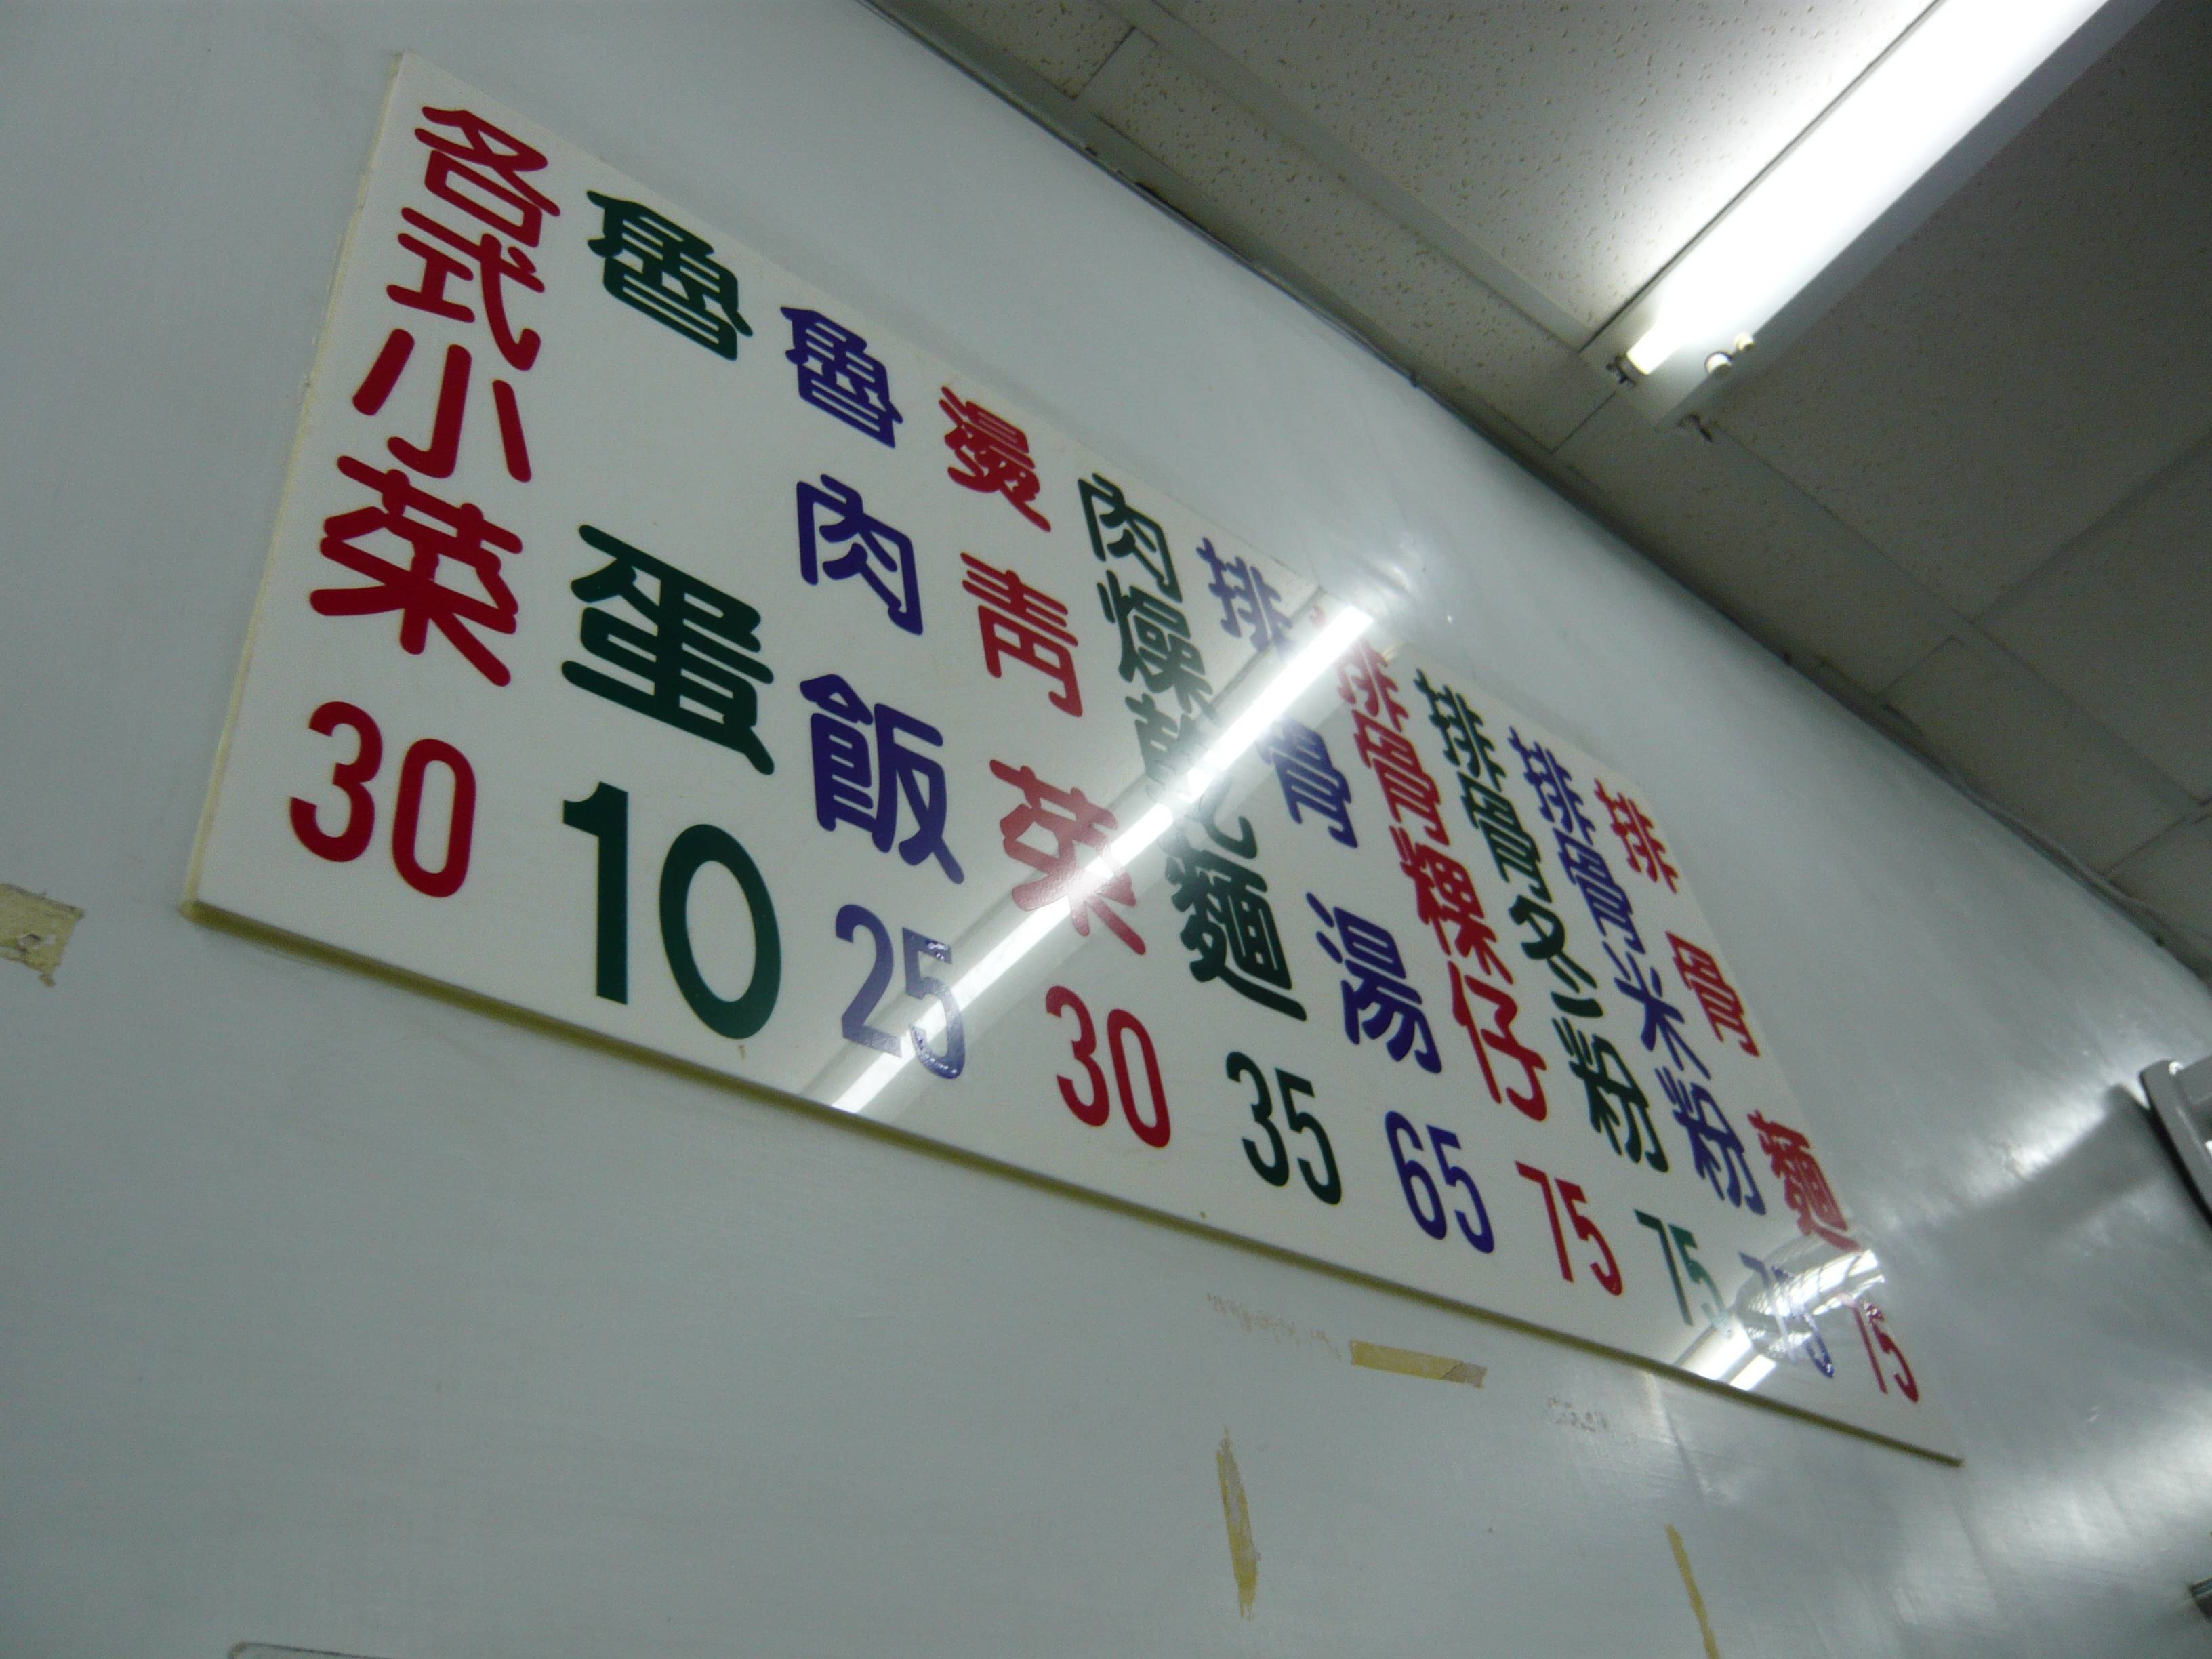 排骨麵 75
排骨米粉 75
排骨冬粉 75
排骨粿仔 75
排骨湯 65
肉燥乾麵 35
燙青菜 30
魯肉飯 25
魯蛋 10
各式小菜 30